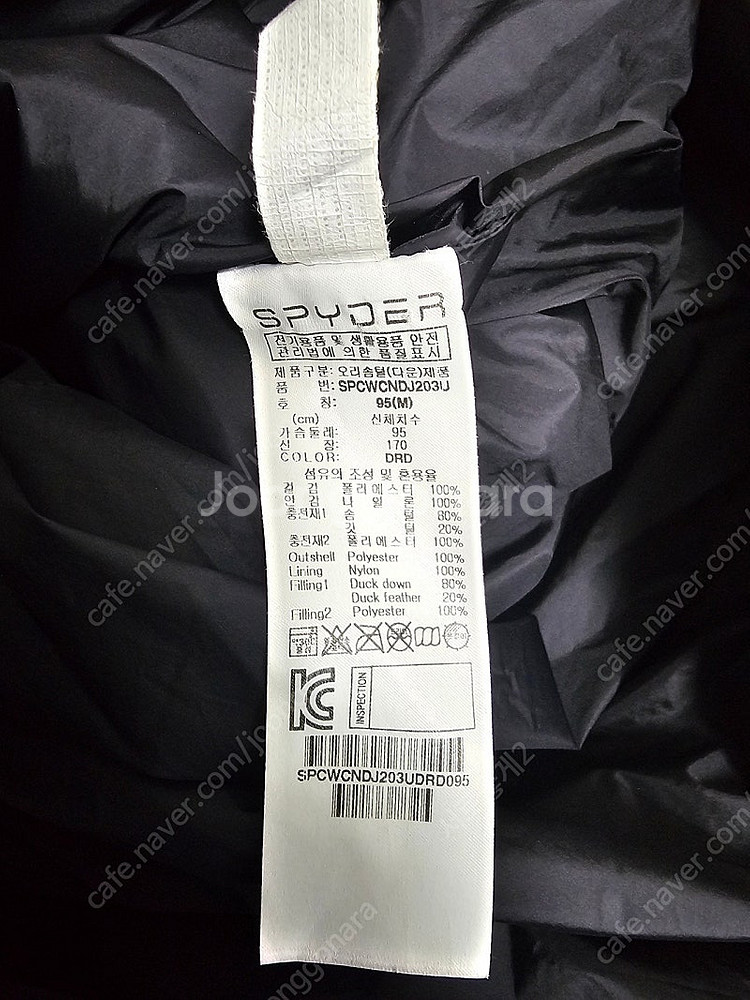 SPYDER
전기용품 및 생활용품 안전
관리법에 의한 품질표시
제품구분: 오리솜털(다운)제품
품 번: SPCWCNDJ203U
호 칭: 95(M)
(cm) 신체치수
가슴둘레: 95
신 장: 170
COLOR: DRD
섬유의 조성 및 혼용율
겉 감 폴리에스터 100%
안 감 나 일 론 100%
충전재1 솜 털 80%
깃 털 20%
충전재2 폴리에스터 100%
Outshell Polyester 100%
Lining Nylon 100%
Filling1 Duck down 80%
Duck feather 20%
Filling2 Polyester 100%
KC
INSPECTION
SPCWCNDJ203UDRD095
cafe.naver.com/joonggonara
Joonggonara